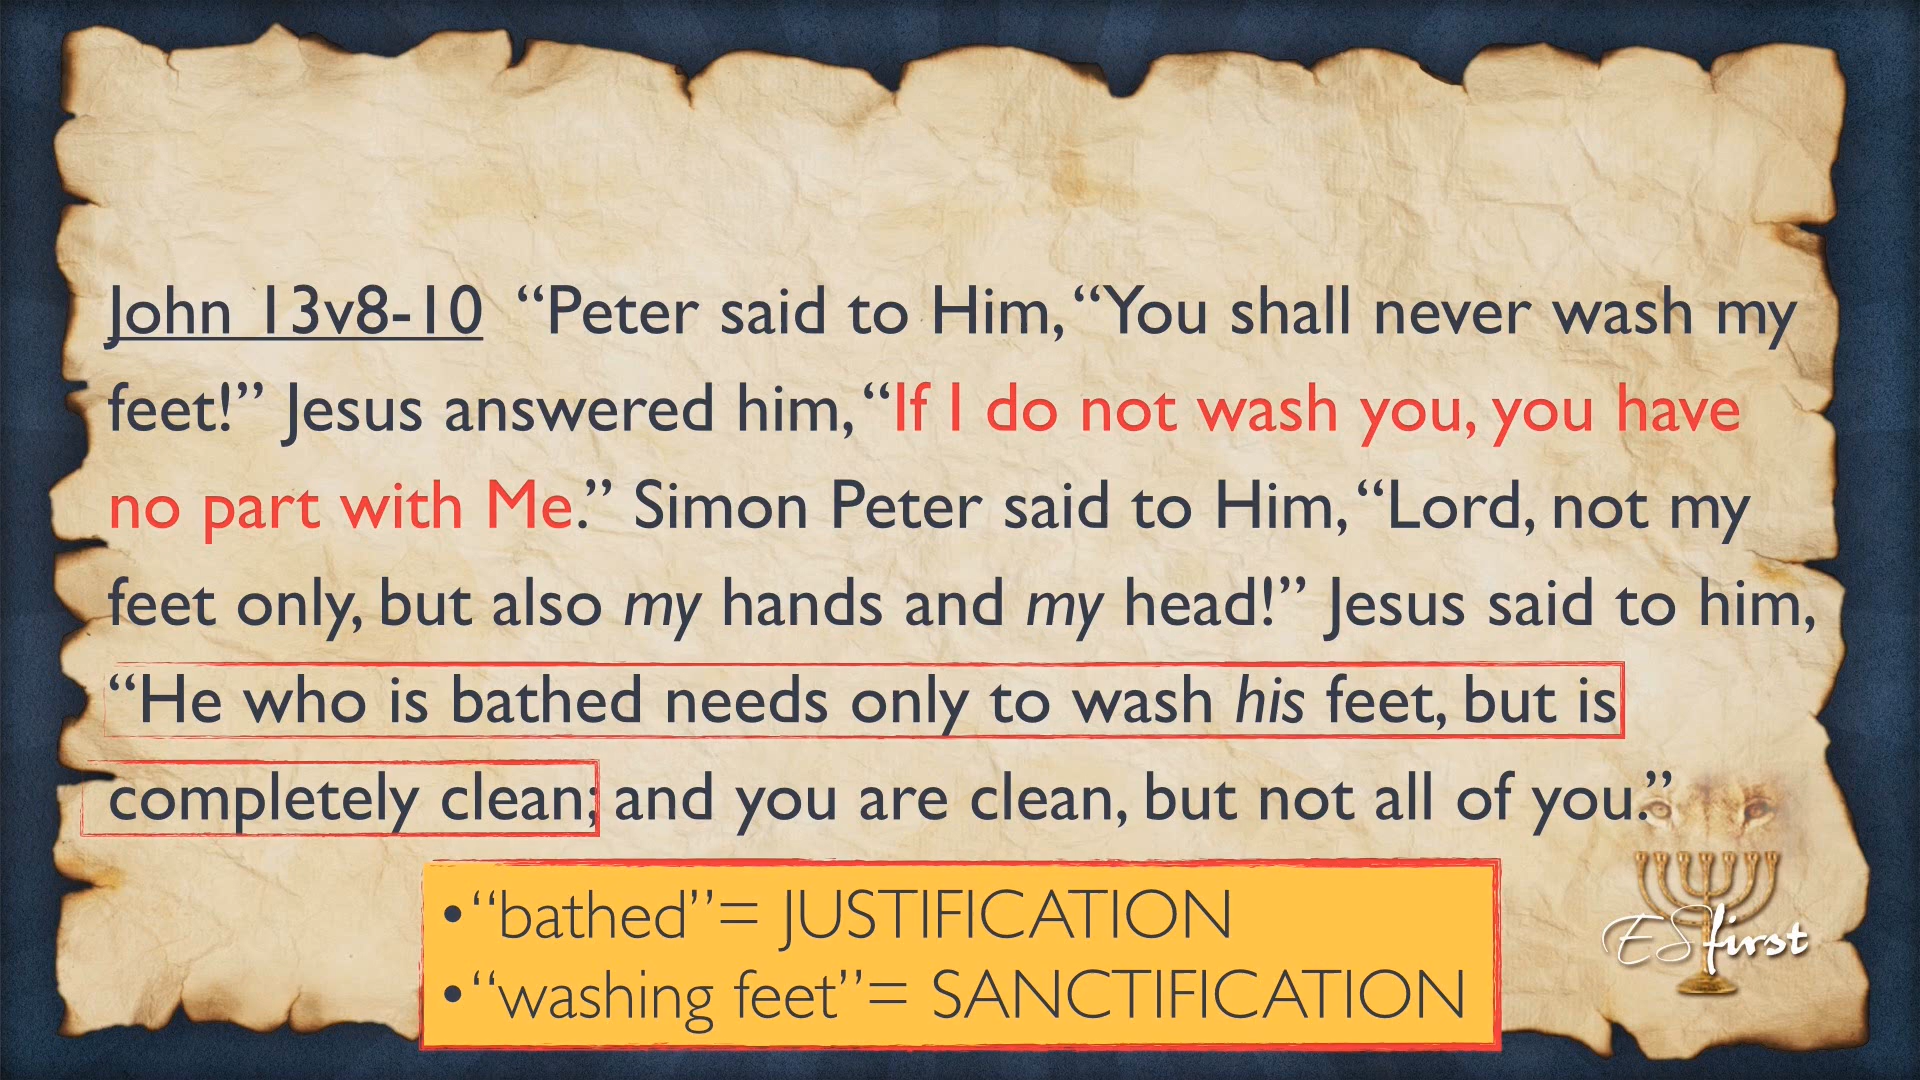 John 13v8-10 “Peter said to Him, “You shall never wash my
feet!” Jesus answered him, “If I do not wash you, you have
no part with Me.” Simon Peter said to Him, “Lord, not my
feet only, but also my hands and my head!” Jesus said to him,
“He who is bathed needs only to wash his feet, but is
completely clean; and you are clean, but not all of you.”
•“bathed”= JUSTIFICATION
•“washing feet”= SANCTIFICATION
ESfirst